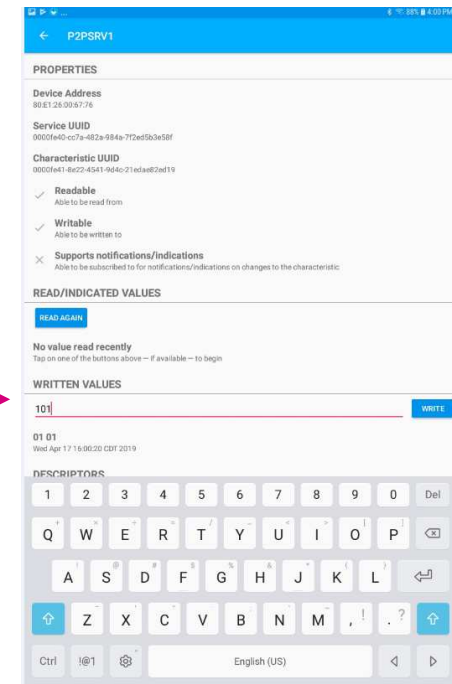 88% 4:00 PM
P2PSRV1
PROPERTIES
Device Address
80:E1:26:00:67:76
Service UUID
0000fe40-cc7a-482a-984a-7f2ed5b3e58f
Characteristic UUID
0000fe41-8e22-4541-9d4c-21edae82ed19
Readable
Able to be read from
Writable
Able to be written to
Supports notifications/indications
Able to be subscribed to for notifications/indications on changes to the characteristic
READ/INDICATED VALUES
READ AGAIN
No value read recently
Tap on one of the buttons above — if available — to begin
WRITTEN VALUES
101
WRITE
01 01
Wed Apr 17 16:00:20 CDT 2019
DESCRIPTORS
1 2 3 4 5 6 7 8 9 0 Del
Q W E R T Y U I O P
A S D F G H J K L
Z X C V B N M , ! . ?
Ctrl !@1 English (US)